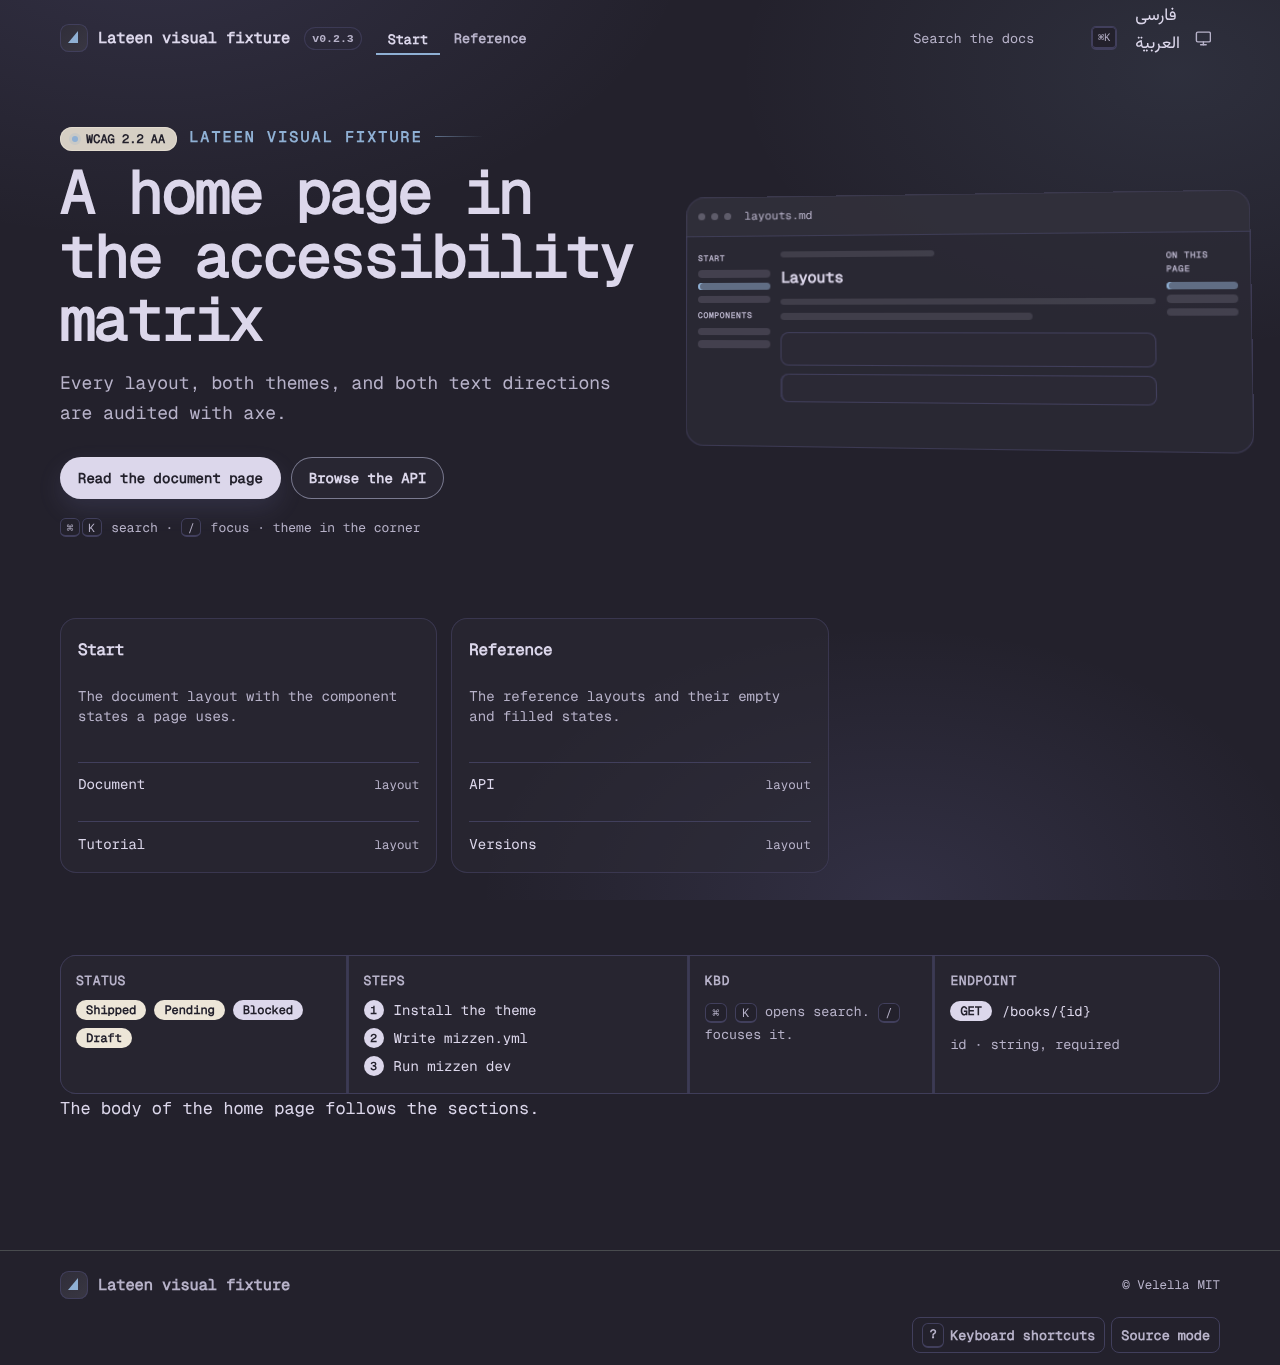 Lateen visual fixture v0.2.3 Start Reference Search the docs ⌘K
فارسی
العربية
WCAG 2.2 AA LATEEN VISUAL FIXTURE
A home page in
the accessibility
matrix
Every layout, both themes, and both text directions
are audited with axe.
Read the document page Browse the API
⌘ K search · / focus · theme in the corner
layouts.md
START
COMPONENTS
Layouts
ON THIS
PAGE
Start
The document layout with the component
states a page uses.
Document layout
Tutorial layout
Reference
The reference layouts and their empty
and filled states.
API layout
Versions layout
STATUS
Shipped Pending Blocked
Draft
STEPS
1 Install the theme
2 Write mizzen.yml
3 Run mizzen dev
KBD
⌘ K opens search. /
focuses it.
ENDPOINT
GET /books/{id}
id · string, required
The body of the home page follows the sections.
Lateen visual fixture © Velella MIT
? Keyboard shortcuts Source mode